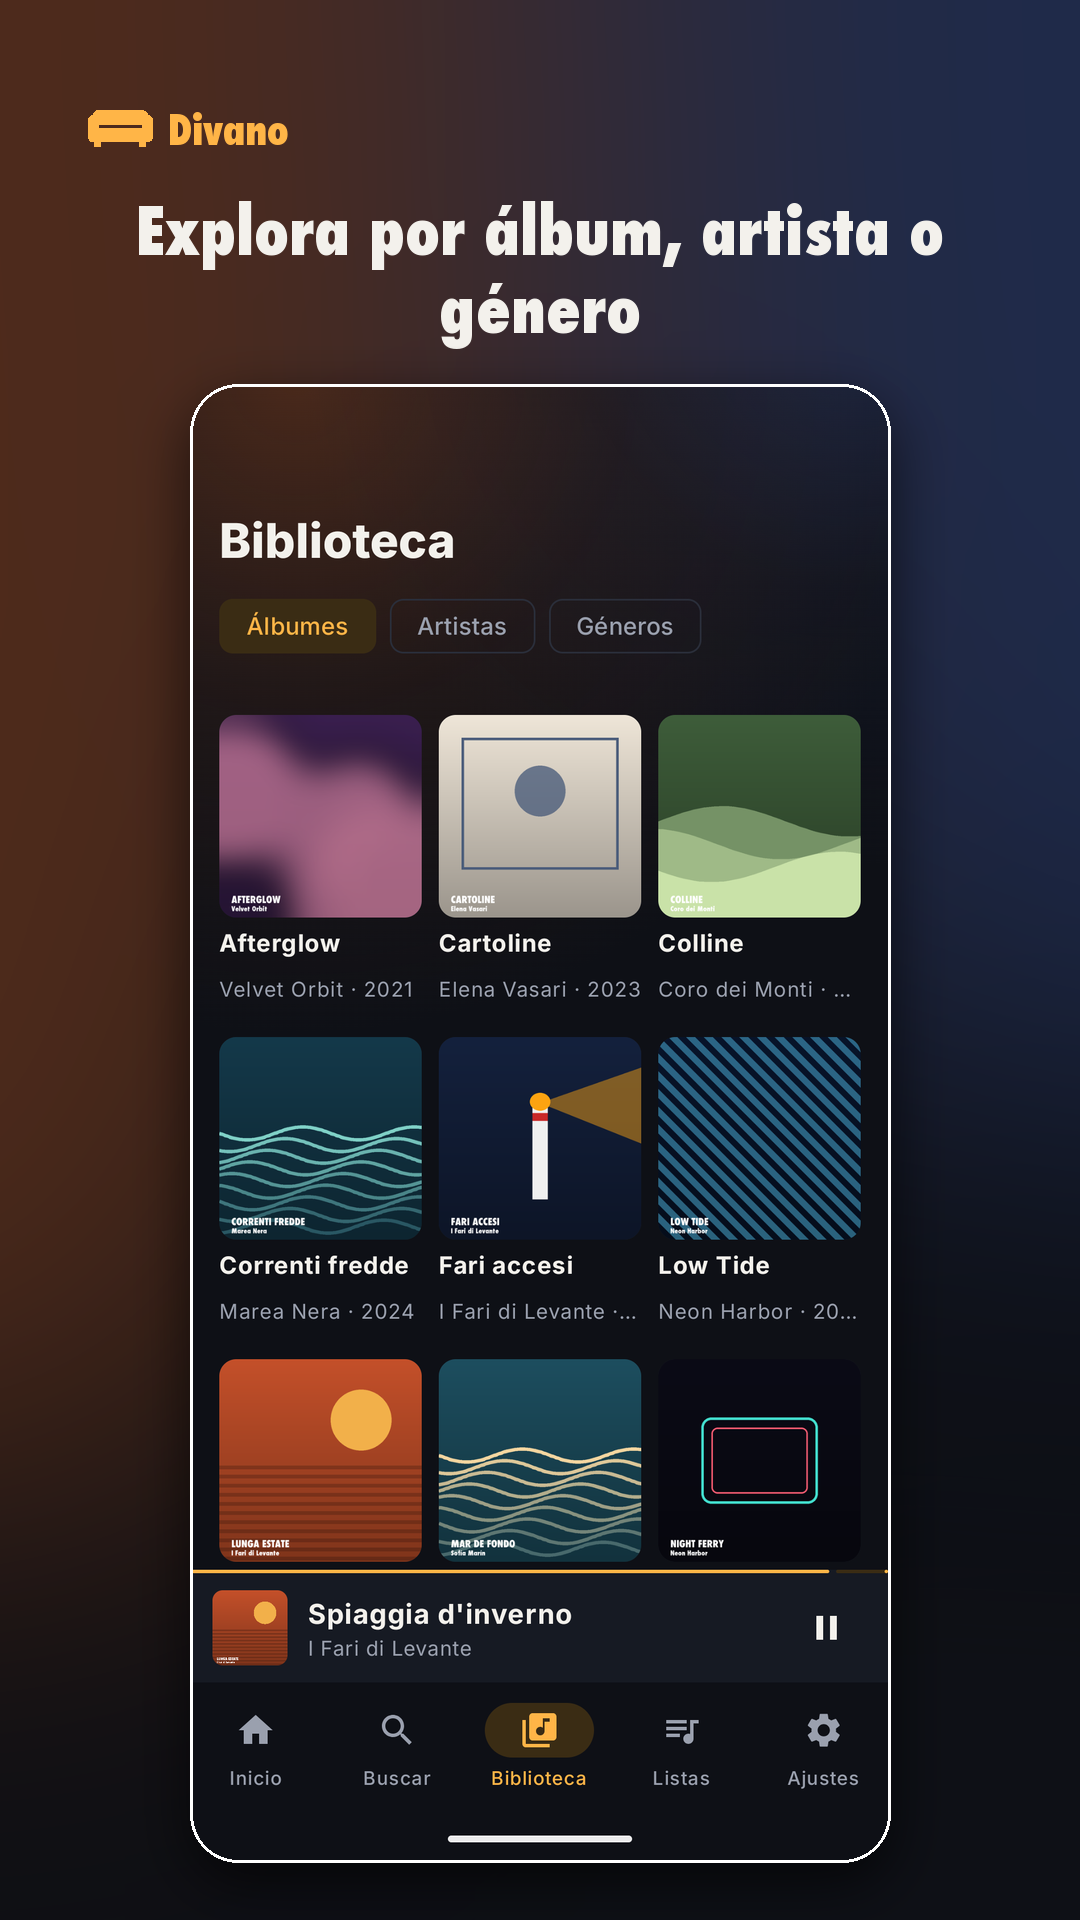 Divano
Explora por álbum, artista o
género
Biblioteca
Álbumes
Artistas
Géneros
AFTERGLOW
Velvet Orbit
CARTOLINE
Elena Vasari
COLLINE
Coro dei Monti
Afterglow
Cartoline
Colline
Velvet Orbit · 2021
Elena Vasari · 2023
Coro dei Monti · ...
CORRENTI FREDDE
Marea Nera
FARI ACCESI
I Fari di Levante
LOW TIDE
Neon Harbor
Correnti fredde
Fari accesi
Low Tide
Marea Nera · 2024
I Fari di Levante ·...
Neon Harbor · 20...
LUNGA ESTATE
I Fari di Levante
MAR DE FONDO
Sofia Marin
NIGHT FERRY
Neon Harbor
LUNGA ESTATE
Spiaggia d'inverno
I Fari di Levante
Inicio
Buscar
Biblioteca
Listas
Ajustes